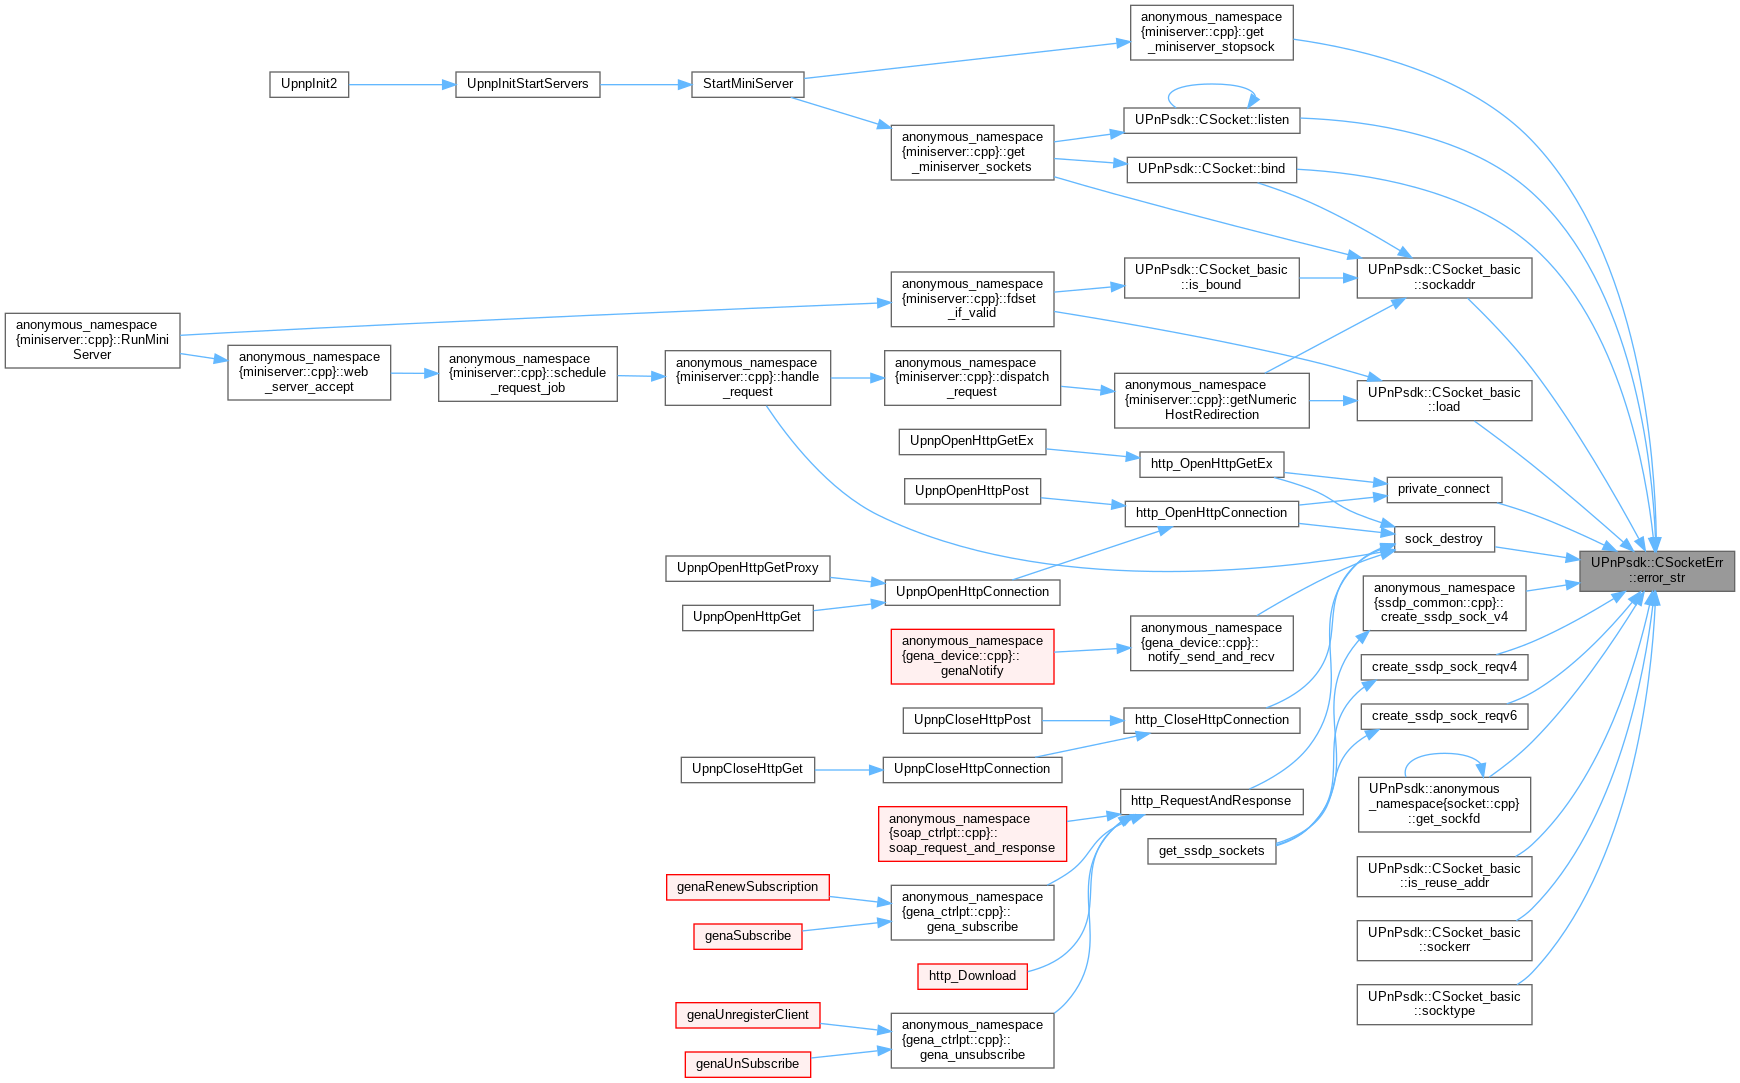 anonymous_namespace
{miniserver::cpp}::get
_miniserver_stopsock
UpnpInit2
UpnpInitStartServers
StartMiniServer
UPnPsdk::CSocket::listen
anonymous_namespace
{miniserver::cpp}::get
_miniserver_sockets
UPnPsdk::CSocket::bind
UPnPsdk::CSocket_basic
::sockaddr
UPnPsdk::CSocket_basic
::is_bound
anonymous_namespace
{miniserver::cpp}::fdset
_if_valid
anonymous_namespace
{miniserver::cpp}::RunMini
Server
anonymous_namespace
{miniserver::cpp}::web
_server_accept
anonymous_namespace
{miniserver::cpp}::schedule
_request_job
anonymous_namespace
{miniserver::cpp}::handle
_request
anonymous_namespace
{miniserver::cpp}::dispatch
_request
anonymous_namespace
{miniserver::cpp}::getNumeric
HostRedirection
UPnPsdk::CSocket_basic
::load
UpnpOpenHttpGetEx
http_OpenHttpGetEx
private_connect
UpnpOpenHttpPost
http_OpenHttpConnection
sock_destroy
UPnPsdk::CSocketErr
::error_str
UpnpOpenHttpGetProxy
UpnpOpenHttpConnection
UpnpOpenHttpGet
anonymous_namespace
{ssdp_common::cpp}::
create_ssdp_sock_v4
anonymous_namespace
{gena_device::cpp}::
genaNotify
anonymous_namespace
{gena_device::cpp}::
notify_send_and_recv
create_ssdp_sock_reqv4
UpnpCloseHttpPost
http_CloseHttpConnection
create_ssdp_sock_reqv6
UpnpCloseHttpGet
UpnpCloseHttpConnection
UPnPsdk::anonymous
_namespace{socket::cpp}
::get_sockfd
http_RequestAndResponse
anonymous_namespace
{soap_ctrlpt::cpp}::
soap_request_and_response
get_ssdp_sockets
UPnPsdk::CSocket_basic
::is_reuse_addr
genaRenewSubscription
anonymous_namespace
{gena_ctrlpt::cpp}::
gena_subscribe
genaSubscribe
UPnPsdk::CSocket_basic
::sockerr
http_Download
UPnPsdk::CSocket_basic
::socktype
genaUnregisterClient
anonymous_namespace
{gena_ctrlpt::cpp}::
gena_unsubscribe
genaUnSubscribe